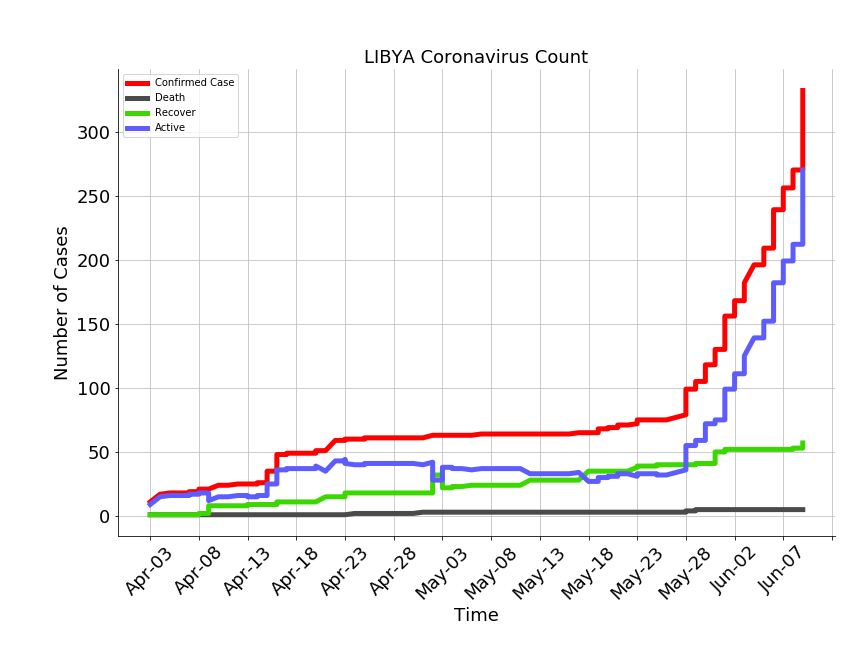 LIBYA Coronavirus Count
Confirmed Case
Death
Recover
Active
Number of Cases
300
250
200
150
100
50
0
Apr-03
Apr-08
Apr-13
Apr-18
Apr-23
Apr-28
May-03
May-08
May-13
May-18
May-23
May-28
Jun-02
Jun-07
Time